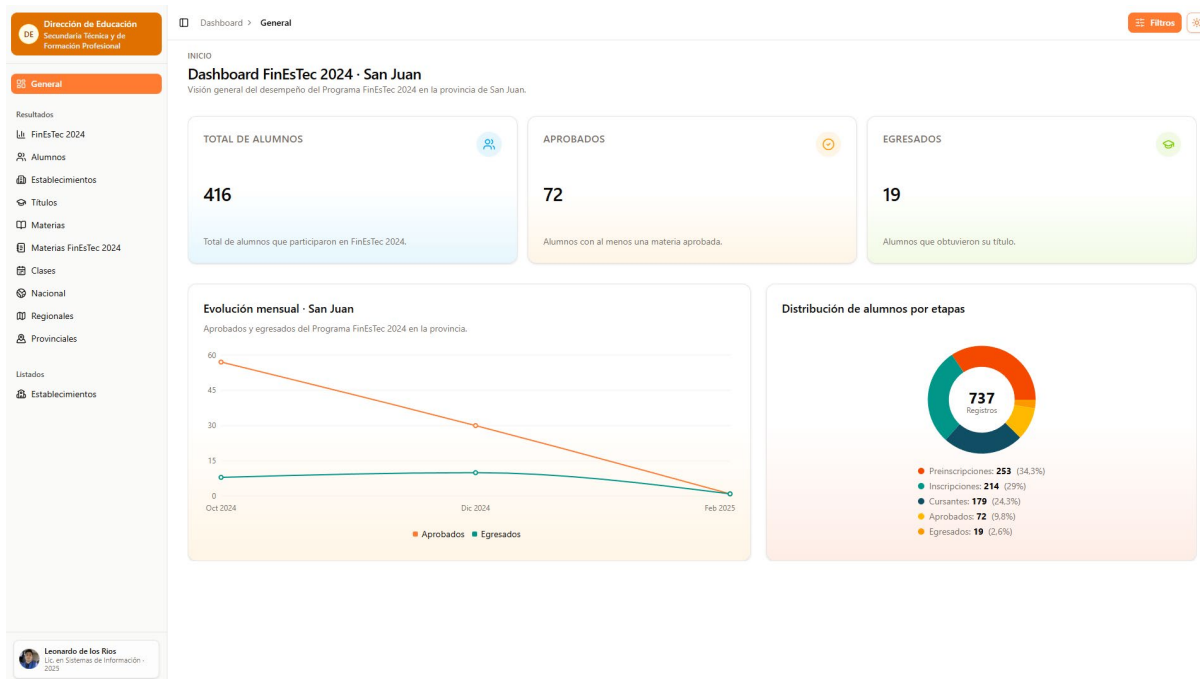 DE
Dirección de Educación
Secundaria Técnica y de
Formación Profesional
General
Resultados
FinEsTec 2024
Alumnos
Establecimientos
Títulos
Materias
Materias FinEsTec 2024
Clases
Nacional
Regionales
Provinciales
Listados
Establecimientos
Leonardo de los Rios
Lic. en Sistemas de Información -
2025
Dashboard > General
Filtros
INICIO
Dashboard FinEsTec 2024 · San Juan
Visión general del desempeño del Programa FinEsTec 2024 en la provincia de San Juan.
TOTAL DE ALUMNOS
416
Total de alumnos que participaron en FinEsTec 2024.
APROBADOS
72
Alumnos con al menos una materia aprobada.
EGRESADOS
19
Alumnos que obtuvieron su título.
Evolución mensual · San Juan
Aprobados y egresados del Programa FinEsTec 2024 en la provincia.
60
45
30
15
0
Oct 2024 Dic 2024 Feb 2025
Aprobados Egresados
Distribución de alumnos por etapas
737
Registros
Preinscripciones: 253 (34,3%)
Inscripciones: 214 (29%)
Cursantes: 179 (24,3%)
Aprobados: 72 (9,8%)
Egresados: 19 (2,6%)